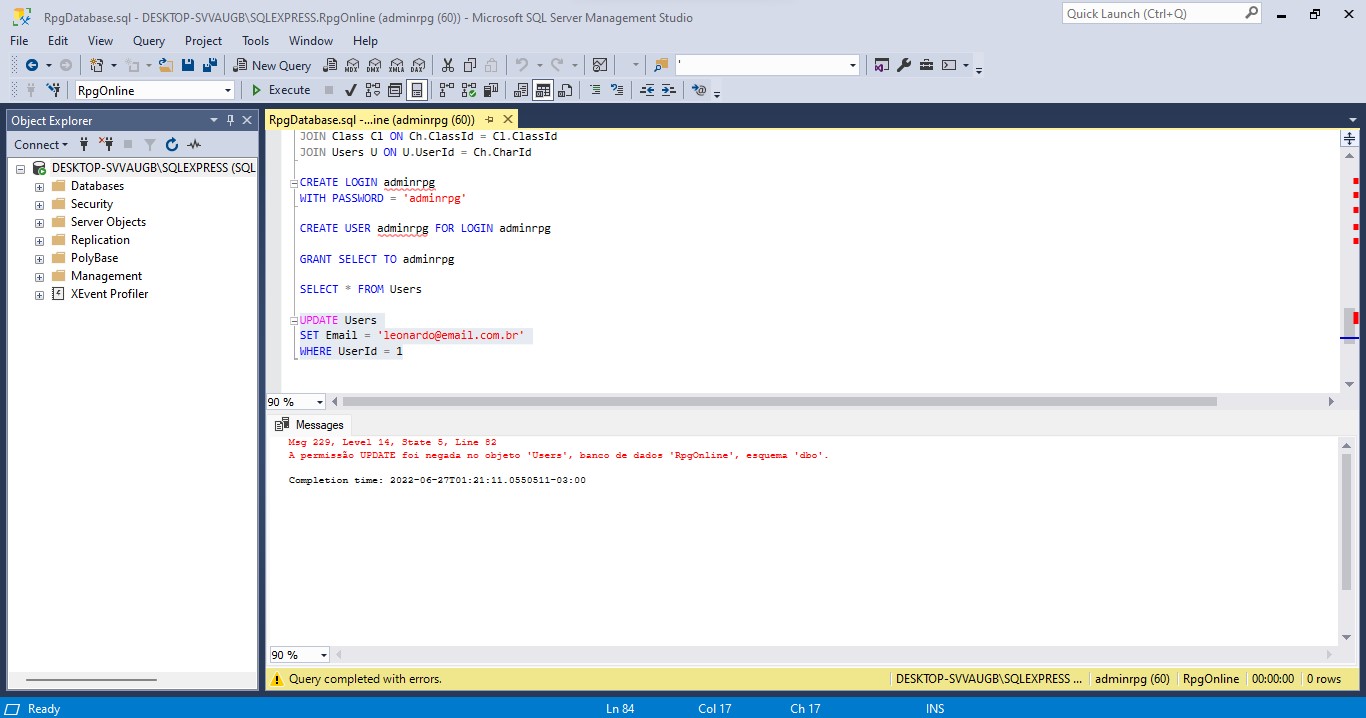 RpgDatabase.sql - DESKTOP-SVVAUGB\SQLEXPRESS.RpgOnline (adminrpg (60)) - Microsoft SQL Server Management Studio
Quick Launch (Ctrl+Q)
File Edit View Query Project Tools Window Help
New Query MDX DMX XMLA DAX '
RpgOnline Execute
Object Explorer
RpgDatabase.sql -...ine (adminrpg (60))
Connect
DESKTOP-SVVAUGB\SQLEXPRESS (SQL
Databases
Security
Server Objects
Replication
PolyBase
Management
XEvent Profiler
JOIN Class Cl ON Ch.ClassId = Cl.ClassId
JOIN Users U ON U.UserId = Ch.CharId
CREATE LOGIN adminrpg
WITH PASSWORD = 'adminrpg'
CREATE USER adminrpg FOR LOGIN adminrpg
GRANT SELECT TO adminrpg
SELECT * FROM Users
UPDATE Users
SET Email = 'leonardo@email.com.br'
WHERE UserId = 1
90 %
Messages
Msg 229, Level 14, State 5, Line 82
A permissão UPDATE foi negada no objeto 'Users', banco de dados 'RpgOnline', esquema 'dbo'.
Completion time: 2022-06-27T01:21:11.0550511-03:00
90 %
Query completed with errors. DESKTOP-SVVAUGB\SQLEXPRESS ... adminrpg (60) RpgOnline 00:00:00 0 rows
Ready Ln 84 Col 17 Ch 17 INS